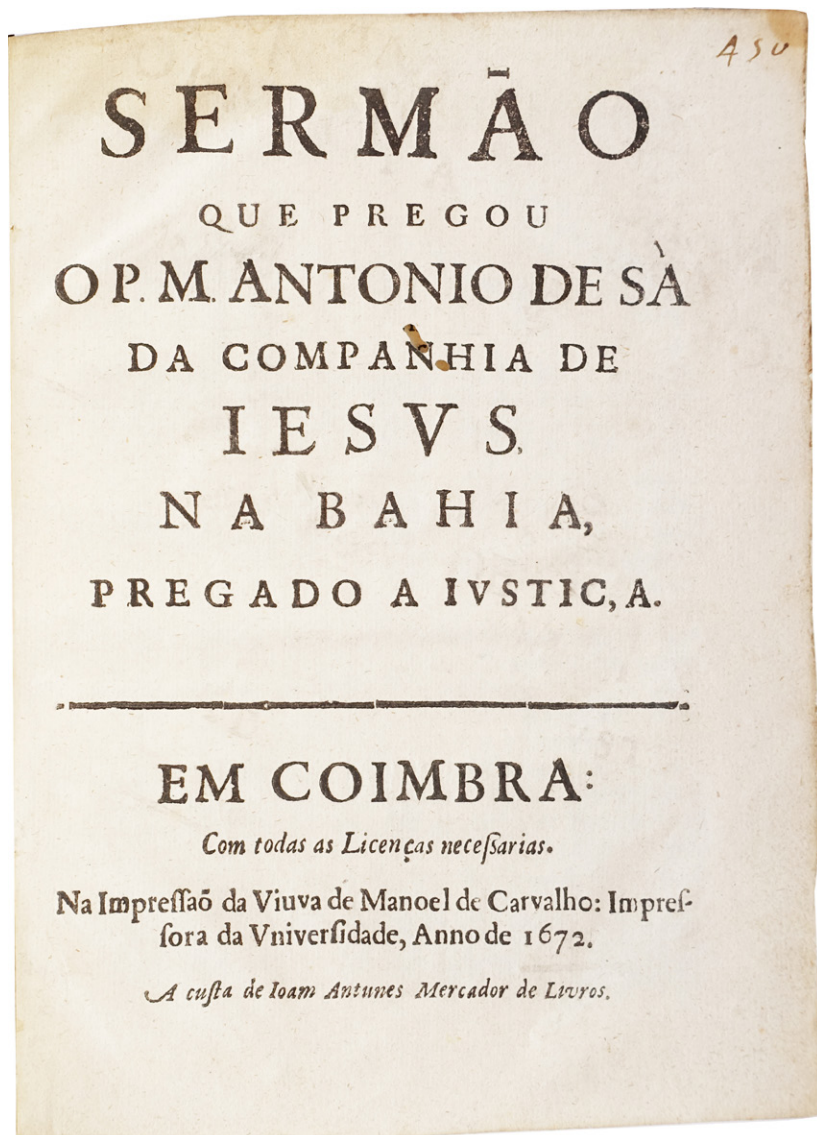 450
SERMÃO
QUE PREGOU
O P. M. ANTONIO DE SÀ
DA COMPANHIA DE
IESVS.
NA BAHIA,
PREGADO A IVSTIC,A.
EM COIMBRA:
Com todas as Licenças neceſſarias.
Na Impreſſaõ da Viuva de Manoel de Carvalho: Impreſ-
ſora da Vniverſidade, Anno de 1672.
A cuſta de Ioam Antunes Mercador de Livros.